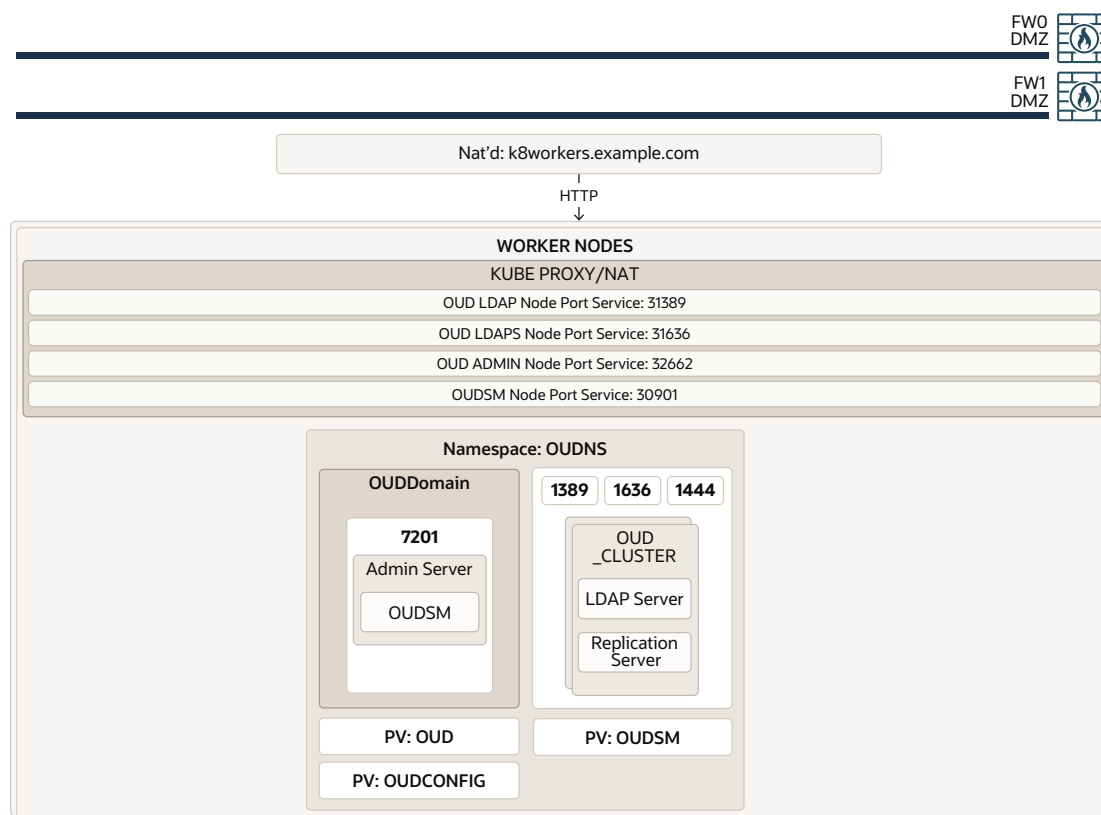 FW0
DMZ
FW1
DMZ
Nat'd: k8workers.example.com
HTTP
WORKER NODES
KUBE PROXY/NAT
OUD LDAP Node Port Service: 31389
OUD LDAPS Node Port Service: 31636
OUD ADMIN Node Port Service: 32662
OUDSM Node Port Service: 30901
Namespace: OUDNS
OUDDomain
7201
Admin Server
OUDSM
1389 1636 1444
OUD
_CLUSTER
LDAP Server
Replication
Server
PV: OUD
PV: OUDSM
PV: OUDCONFIG